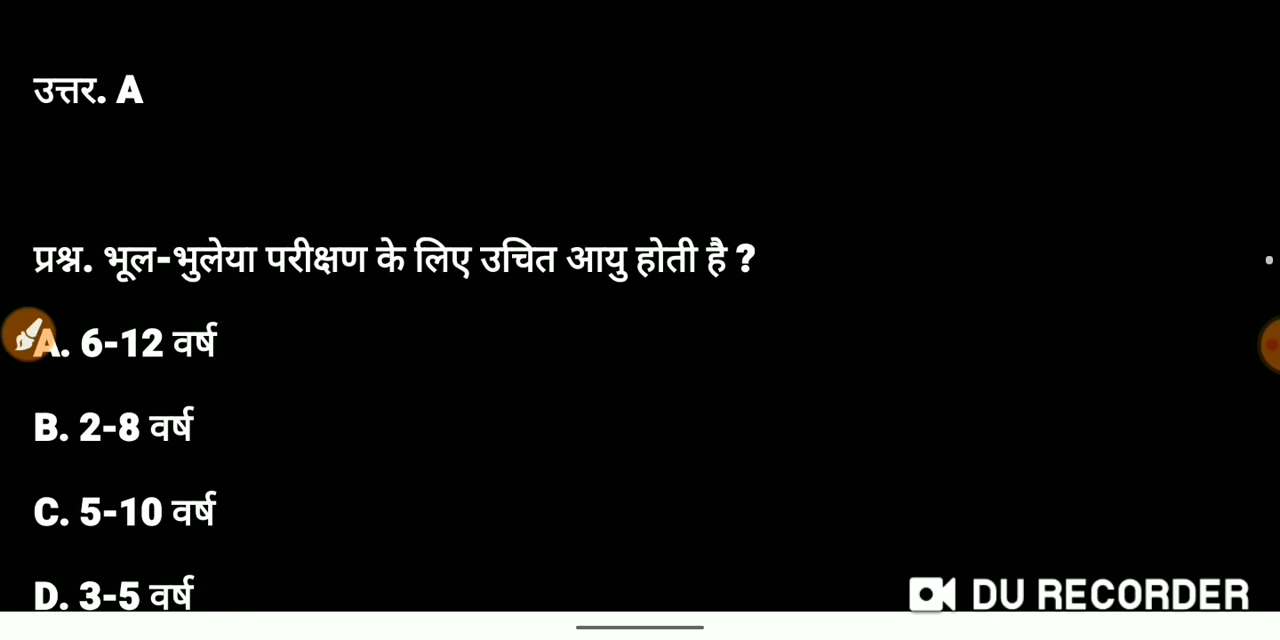 उत्तर. A
प्रश्न. भूल-भुलेया परीक्षण के लिए उचित आयु होती है ?
A. 6-12 वर्ष
B. 2-8 वर्ष
C. 5-10 वर्ष
D. 3-5 वर्ष
DU RECORDER